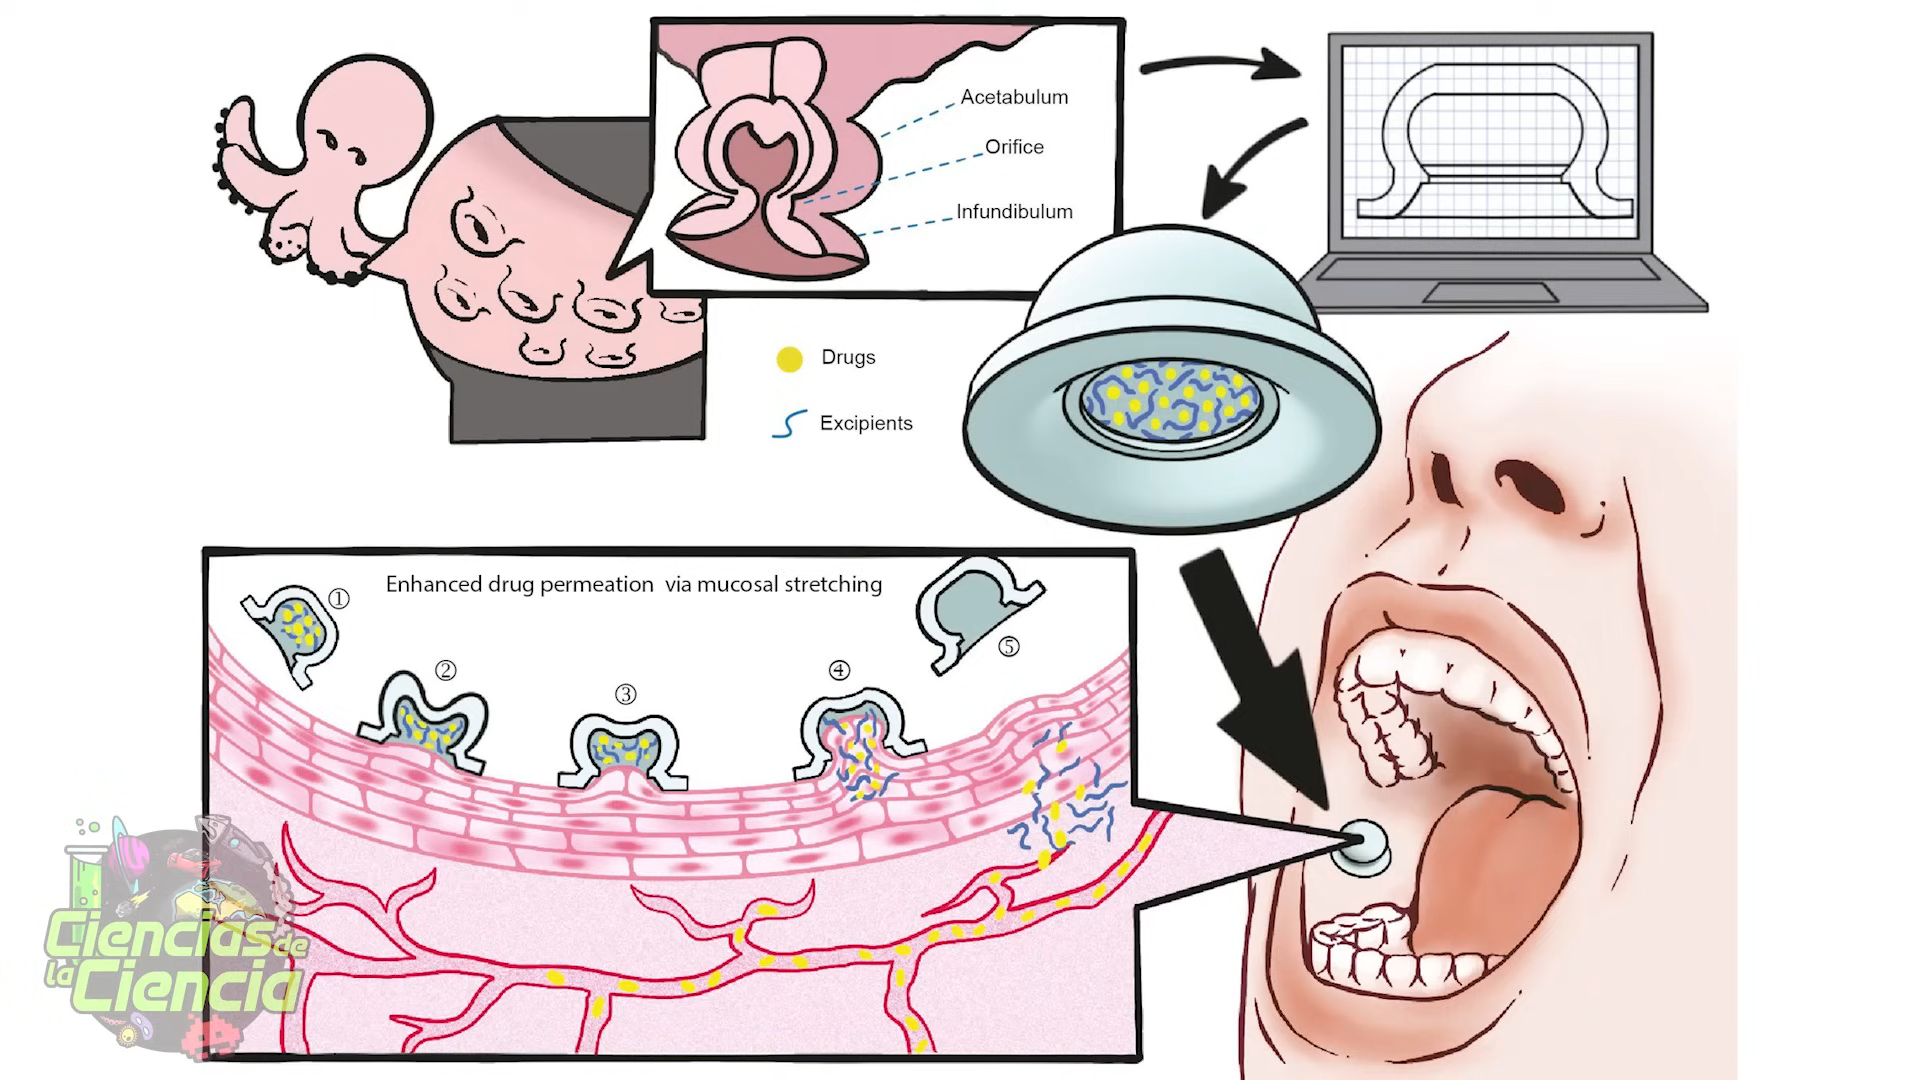 Acetabulum
Orifice
Infundibulum
Drugs
Excipients
Enhanced drug permeation via mucosal stretching
①
②
③
④
⑤
Ciencias de
la Ciencia